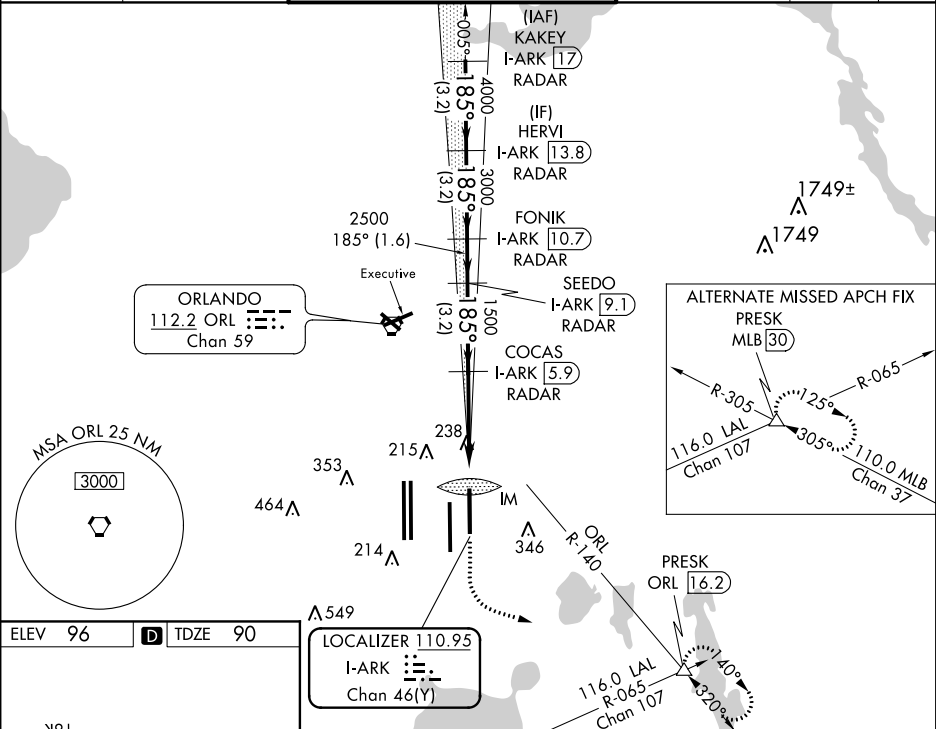 005°
(IAF)
KAKEY
I-ARK 17
RADAR
4000
185°
(3.2)
(IF)
HERVI
I-ARK 13.8
RADAR
3000
185°
(3.2)
1749±
1749
2500
185° (1.6)
FONIK
I-ARK 10.7
RADAR
Executive
SEEDO
I-ARK 9.1
RADAR
ORLANDO
112.2 ORL
Chan 59
1500
185°
(3.2)
COCAS
I-ARK 5.9
RADAR
ALTERNATE MISSED APCH FIX
PRESK
MLB 30
R-305
R-065
125°
305°
116.0 LAL
Chan 107
110.0 MLB
Chan 37
MSA ORL 25 NM
3000
238
215
353
464
214
IM
346
ORL
R-140
PRESK
ORL 16.2
549
LOCALIZER 110.95
I-ARK
Chan 46(Y)
116.0 LAL
R-065
Chan 107
140°
320°
ELEV 96
D
TDZE 90